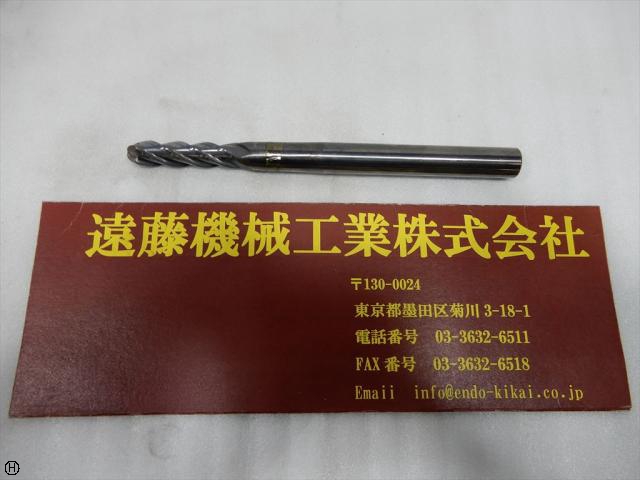 遠藤機械工業株式会社
〒130-0024
東京都墨田区菊川 3-18-1
電話番号 03-3632-6511
FAX 番号 03-3632-6518
Emaii info@endo-kikai.co.jp
H